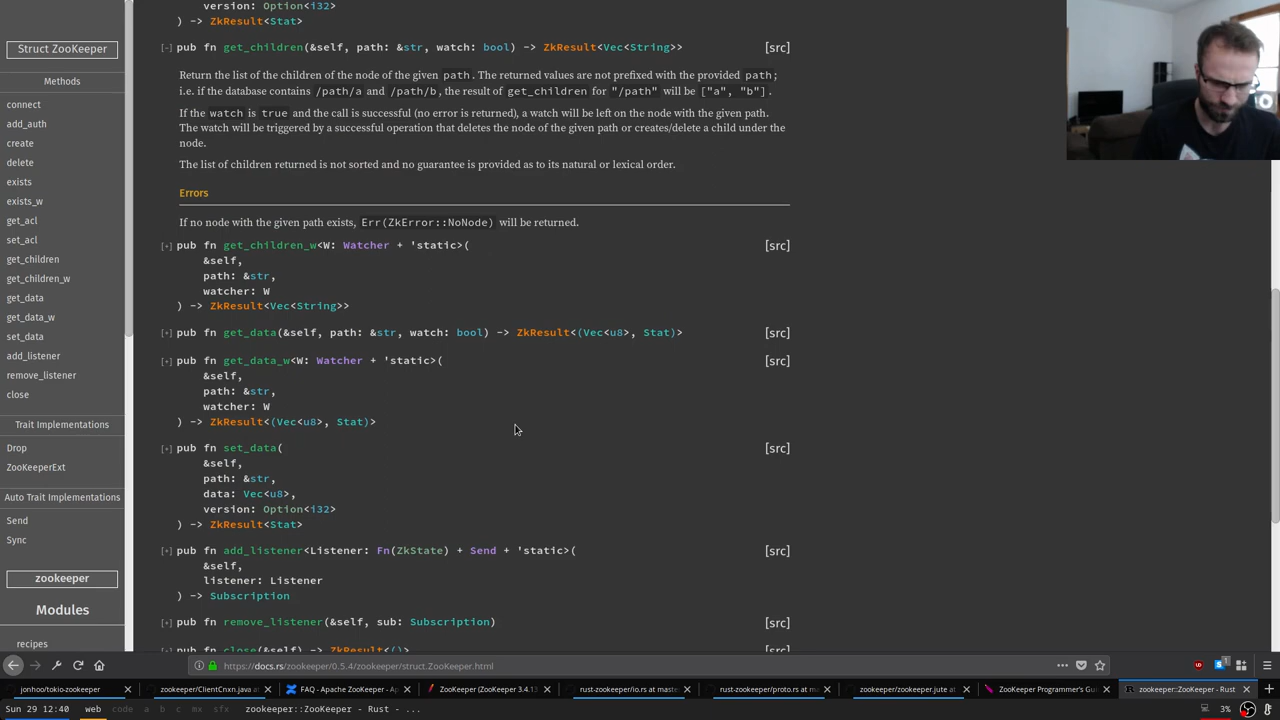 Struct ZooKeeper
Methods
connect
add_auth
create
delete
exists
exists_w
get_acl
set_acl
get_children
get_children_w
get_data
get_data_w
set_data
add_listener
remove_listener
close
Trait Implementations
Drop
ZooKeeperExt
Auto Trait Implementations
Send
Sync
zookeeper
Modules
recipes
version: Option<i32>
) -> ZkResult<Stat>
[-] pub fn get_children(&self, path: &str, watch: bool) -> ZkResult<Vec<String>> [src]
Return the list of the children of the node of the given path. The returned values are not prefixed with the provided path;
i.e. if the database contains /path/a and /path/b, the result of get_children for "/path" will be ["a", "b"].
If the watch is true and the call is successful (no error is returned), a watch will be left on the node with the given path.
The watch will be triggered by a successful operation that deletes the node of the given path or creates/delete a child under the
node.
The list of children returned is not sorted and no guarantee is provided as to its natural or lexical order.
Errors
If no node with the given path exists, Err(ZkError::NoNode) will be returned.
[+] pub fn get_children_w<W: Watcher + 'static>( [src]
&self,
path: &str,
watcher: W
) -> ZkResult<Vec<String>>
[+] pub fn get_data(&self, path: &str, watch: bool) -> ZkResult<(Vec<u8>, Stat)> [src]
[+] pub fn get_data_w<W: Watcher + 'static>( [src]
&self,
path: &str,
watcher: W
) -> ZkResult<(Vec<u8>, Stat)>
[+] pub fn set_data( [src]
&self,
path: &str,
data: Vec<u8>,
version: Option<i32>
) -> ZkResult<Stat>
[+] pub fn add_listener<Listener: Fn(ZkState) + Send + 'static>( [src]
&self,
listener: Listener
) -> Subscription
[+] pub fn remove_listener(&self, sub: Subscription) [src]
[+] pub fn close(&self) -> ZkResult<()> [src]
https://docs.rs/zookeeper/0.5.4/zookeeper/struct.ZooKeeper.html
jonhoo/tokio-zookeeper
zookeeper/ClientCnxn.java at
FAQ - Apache ZooKeeper - A
ZooKeeper (ZooKeeper 3.4.13
rust-zookeeper/io.rs at maste
rust-zookeeper/proto.rs at ma
zookeeper/zookeeper.jute at
ZooKeeper Programmer's Gu
zookeeper::ZooKeeper - Rust
Sun 29 12:40 web code a b c mx sfx zookeeper::ZooKeeper - Rust - ... 3%